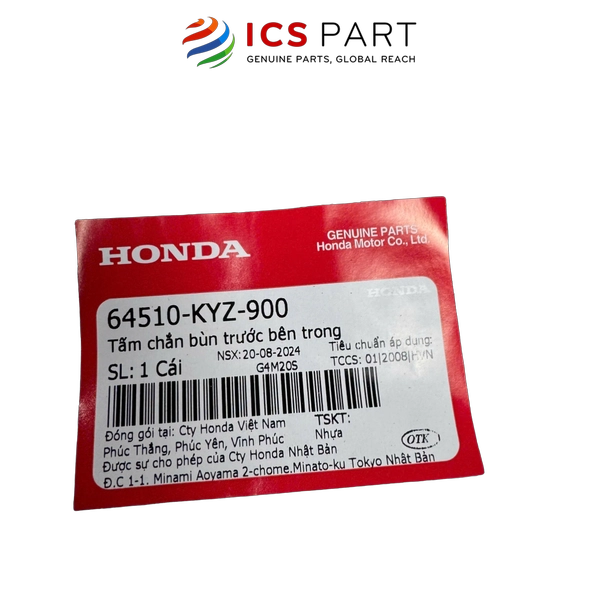 ICS PART
GENUINE PARTS, GLOBAL REACH
HONDA
GENUINE PARTS
Honda Motor Co., Ltd.
HONDA
64510-KYZ-900
Tấm chắn bùn trước bên trong
NSX: 20-08-2024
Tiêu chuẩn áp dụng:
SL: 1 Cái
G4M20S
TCCS: 01|2008|HVN
Đóng gói tại: Cty Honda Việt Nam
TSKT:
Phúc Thắng, Phúc Yên, Vĩnh Phúc
Nhựa
OTK
Được sự cho phép của Cty Honda Nhật Bản
Đ.C 1-1, Minami Aoyama 2-chome.Minato-ku Tokyo Nhật Bản